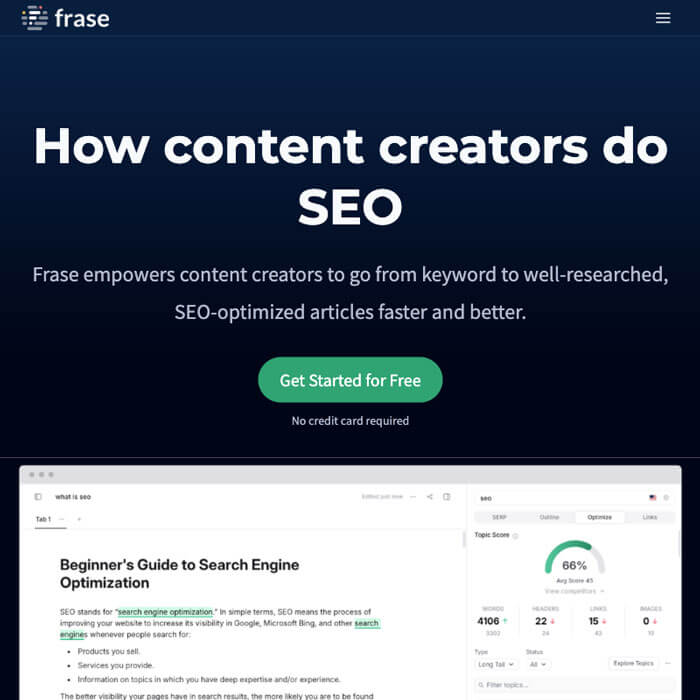 frase
How content creators do
SEO
Frase empowers content creators to go from keyword to well-researched,
SEO-optimized articles faster and better.
Get Started for Free
No credit card required
what is seo
Edited just now
seo
Tab 1
SERP Outline Optimize Links
Topic Score
66%
Avg Score 45
View competitors
Beginner's Guide to Search Engine
Optimization
WORDS HEADERS LINKS IMAGES
4106 22 15 0
3302 24 43 10
SEO stands for "search engine optimization." In simple terms, SEO means the process of
improving your website to increase its visibility in Google, Microsoft Bing, and other search
engines whenever people search for:
Products you sell.
Services you provide.
Information on topics in which you have deep expertise and/or experience.
The better visibility your pages have in search results, the more likely you are to be found
Type Status
Long Tail All Explore Topics
Filter topics...